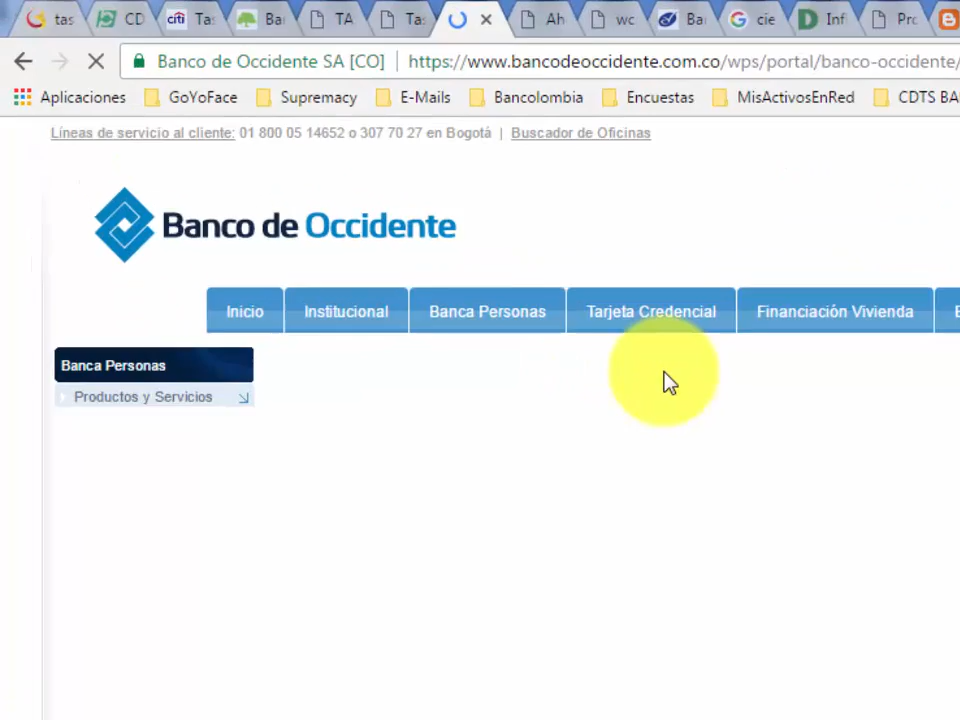 tas CD Tas Ba TA Tas Ah wc Ba cie Inf Pro
Banco de Occidente SA [CO] https://www.bancodeoccidente.com.co/wps/portal/banco-occidente/
Aplicaciones GoYoFace Supremacy E-Mails Bancolombia Encuestas MisActivosEnRed CDTS BA
Líneas de servicio al cliente: 01 800 05 14652 o 307 70 27 en Bogotá | Buscador de Oficinas
Banco de Occidente
Inicio Institucional Banca Personas Tarjeta Credencial Financiación Vivienda
Banca Personas
Productos y Servicios